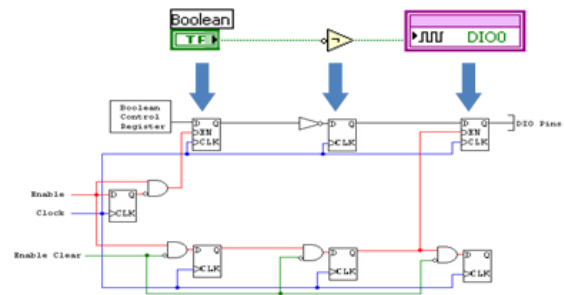 Boolean
TF
DIO0
Boolean
Control
Register
D Q
EN
CLK
D Q
CLK
D Q
EN
CLK
DIO Pins
Enable
D Q
CLK
Clock
Enable Clear
D Q
CLK
D Q
CLK
D Q
CLK